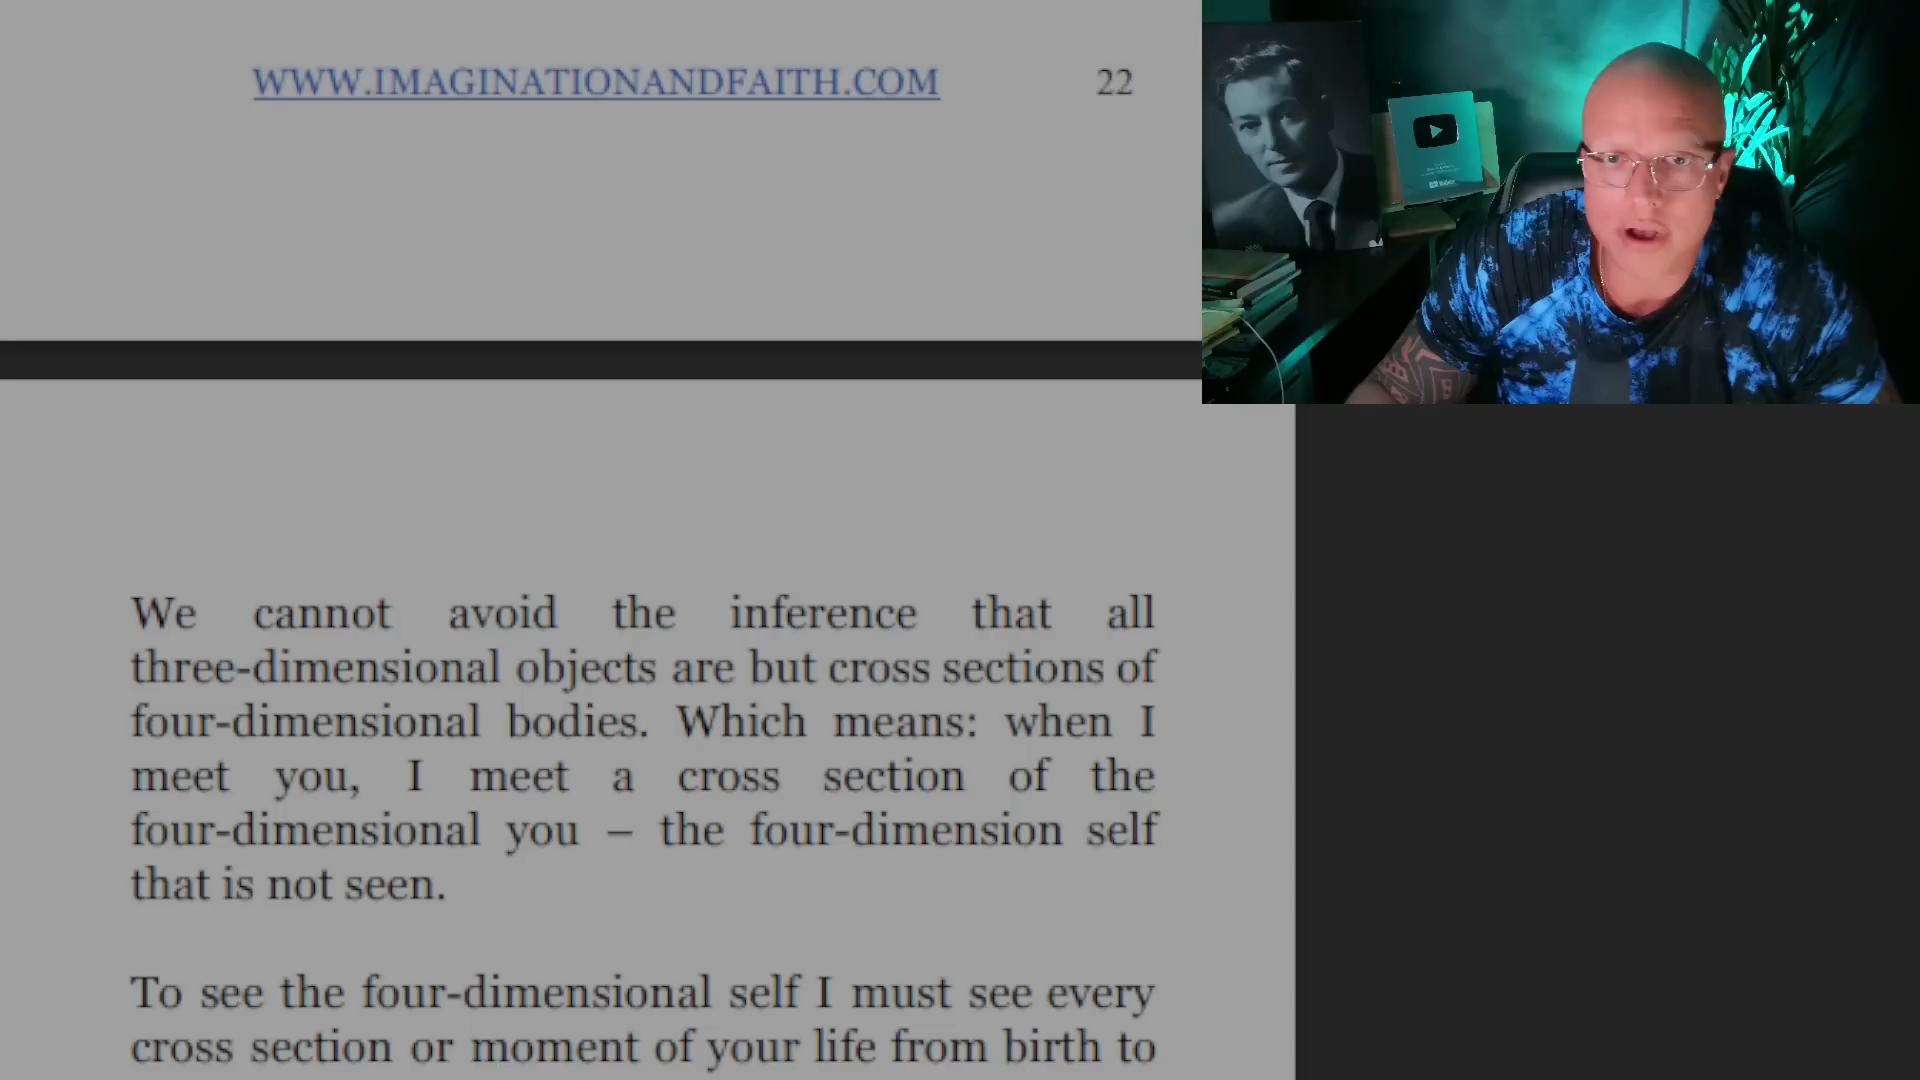 WWW.IMAGINATIONANDFAITH.COM 22
We cannot avoid the inference that all
three-dimensional objects are but cross sections of
four-dimensional bodies. Which means: when I
meet you, I meet a cross section of the
four-dimensional you – the four-dimension self
that is not seen.
To see the four-dimensional self I must see every
cross section or moment of your life from birth to